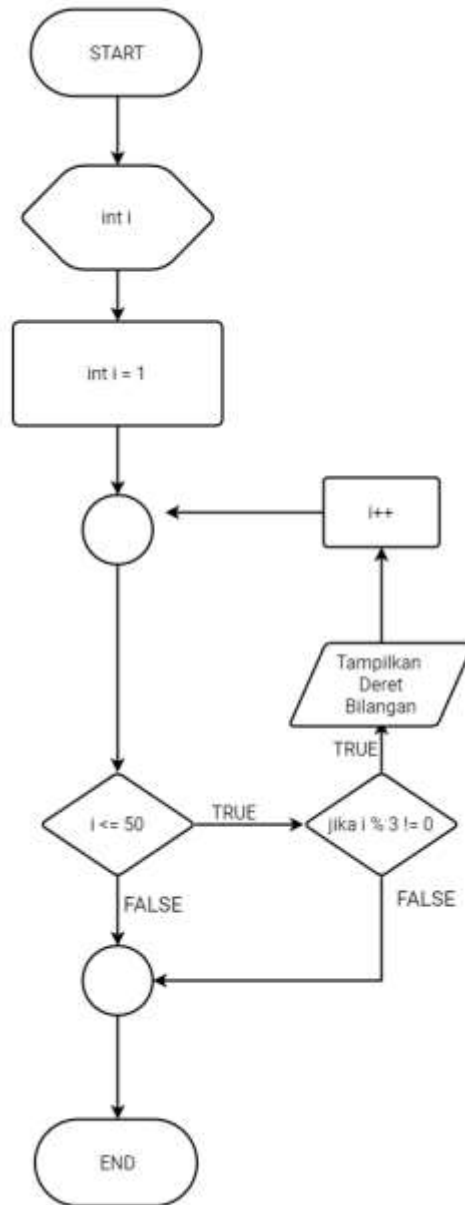 START
int i
int i = 1
i++
Tampilkan
Deret
Bilangan
TRUE
i <= 50
TRUE
jika i % 3 != 0
FALSE
FALSE
END